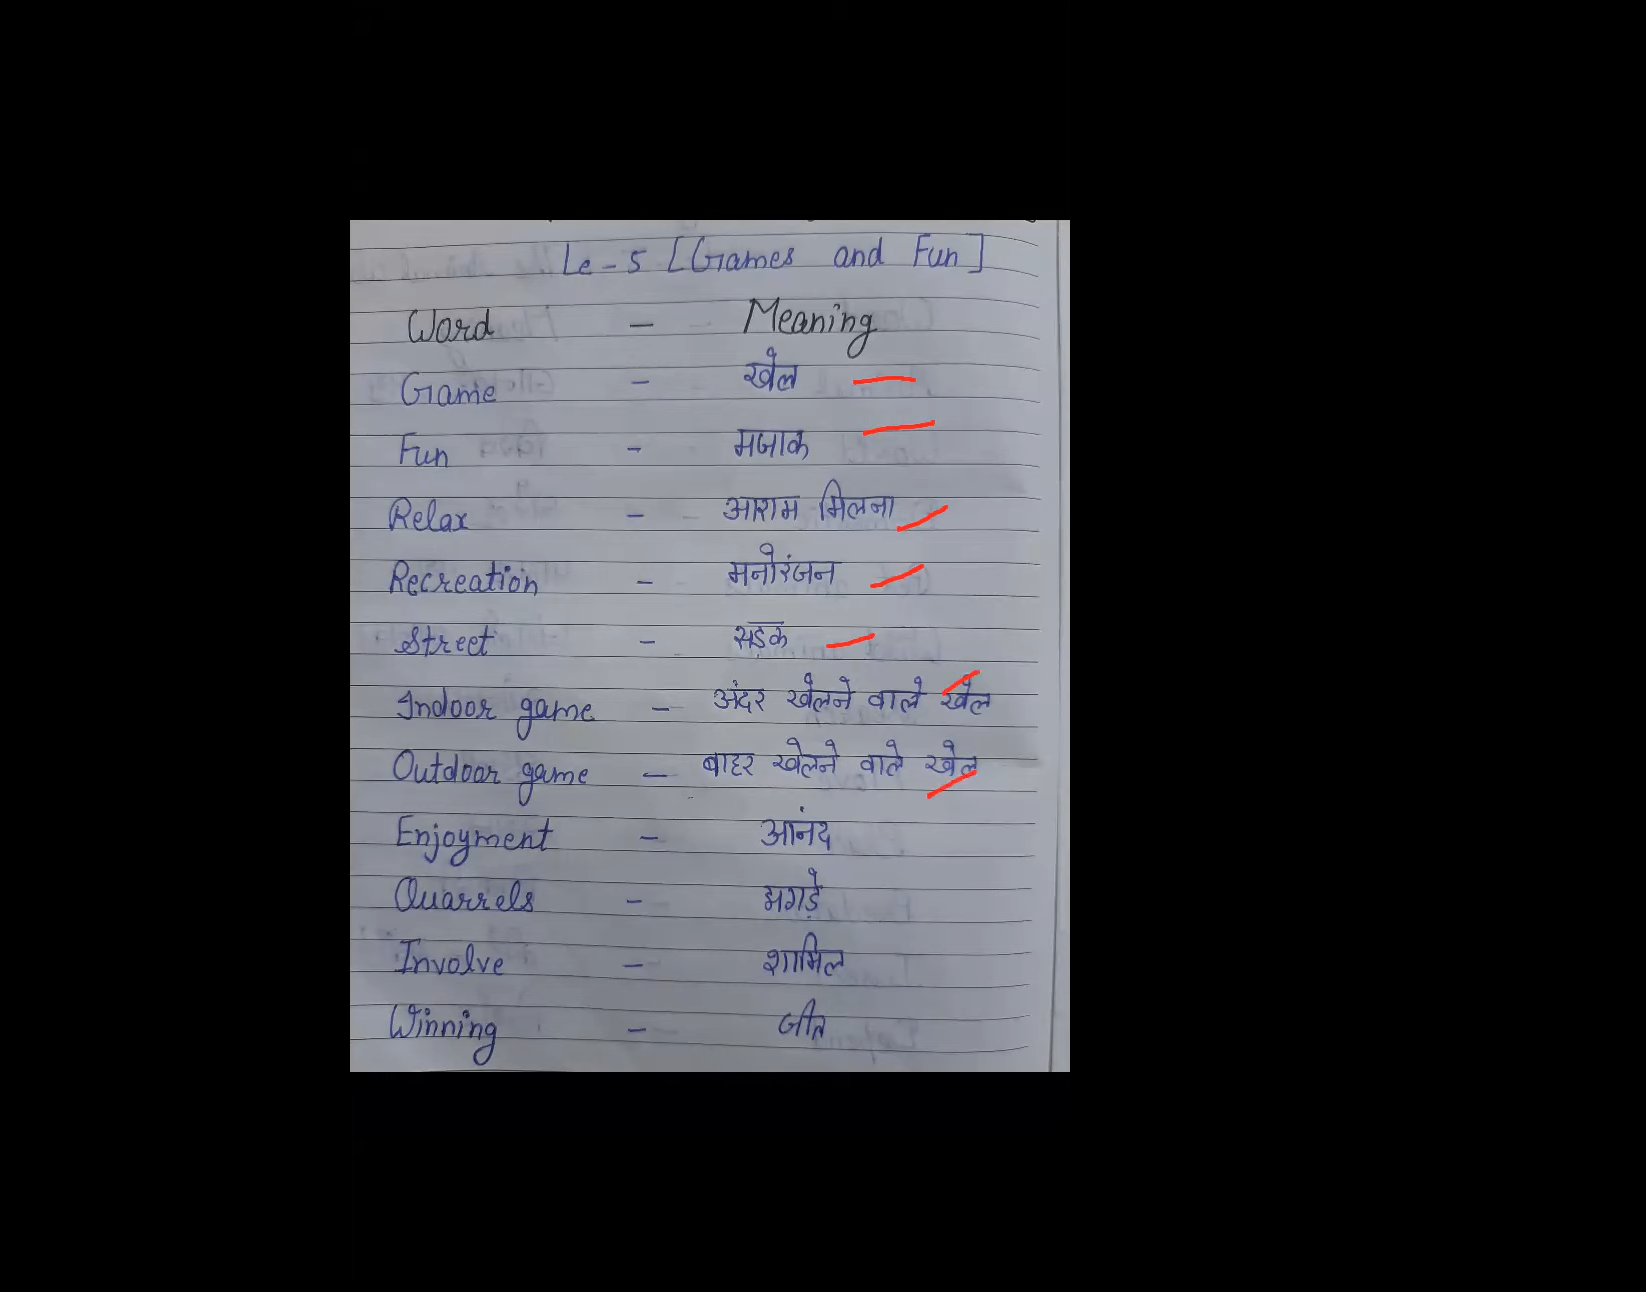 Le - 5 [Games and Fun]
Word - Meaning
Game - खेल
Fun - मजाक
Relax - आराम मिलना
Recreation - मनोरंजन
Street - सड़क
Indoor game - अंदर खेलने वाले खेल
Outdoor game - बाहर खेलने वाले खेल
Enjoyment - आनंद
Quarrels - झगड़े
Involve - शामिल
Winning - जीत